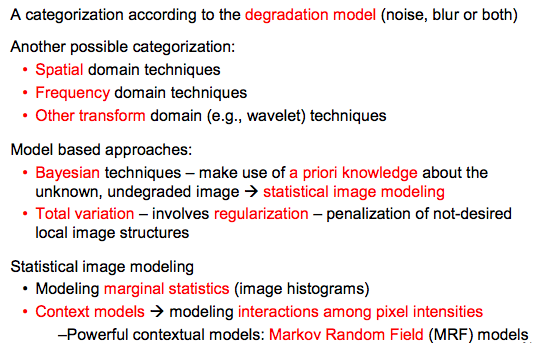 A categorization according to the degradation model (noise, blur or both)
Another possible categorization:
• Spatial domain techniques
• Frequency domain techniques
• Other transform domain (e.g., wavelet) techniques
Model based approaches:
• Bayesian techniques – make use of a priori knowledge about the
unknown, undegraded image → statistical image modeling
• Total variation – involves regularization – penalization of not-desired
local image structures
Statistical image modeling
• Modeling marginal statistics (image histograms)
• Context models → modeling interactions among pixel intensities
–Powerful contextual models: Markov Random Field (MRF) models